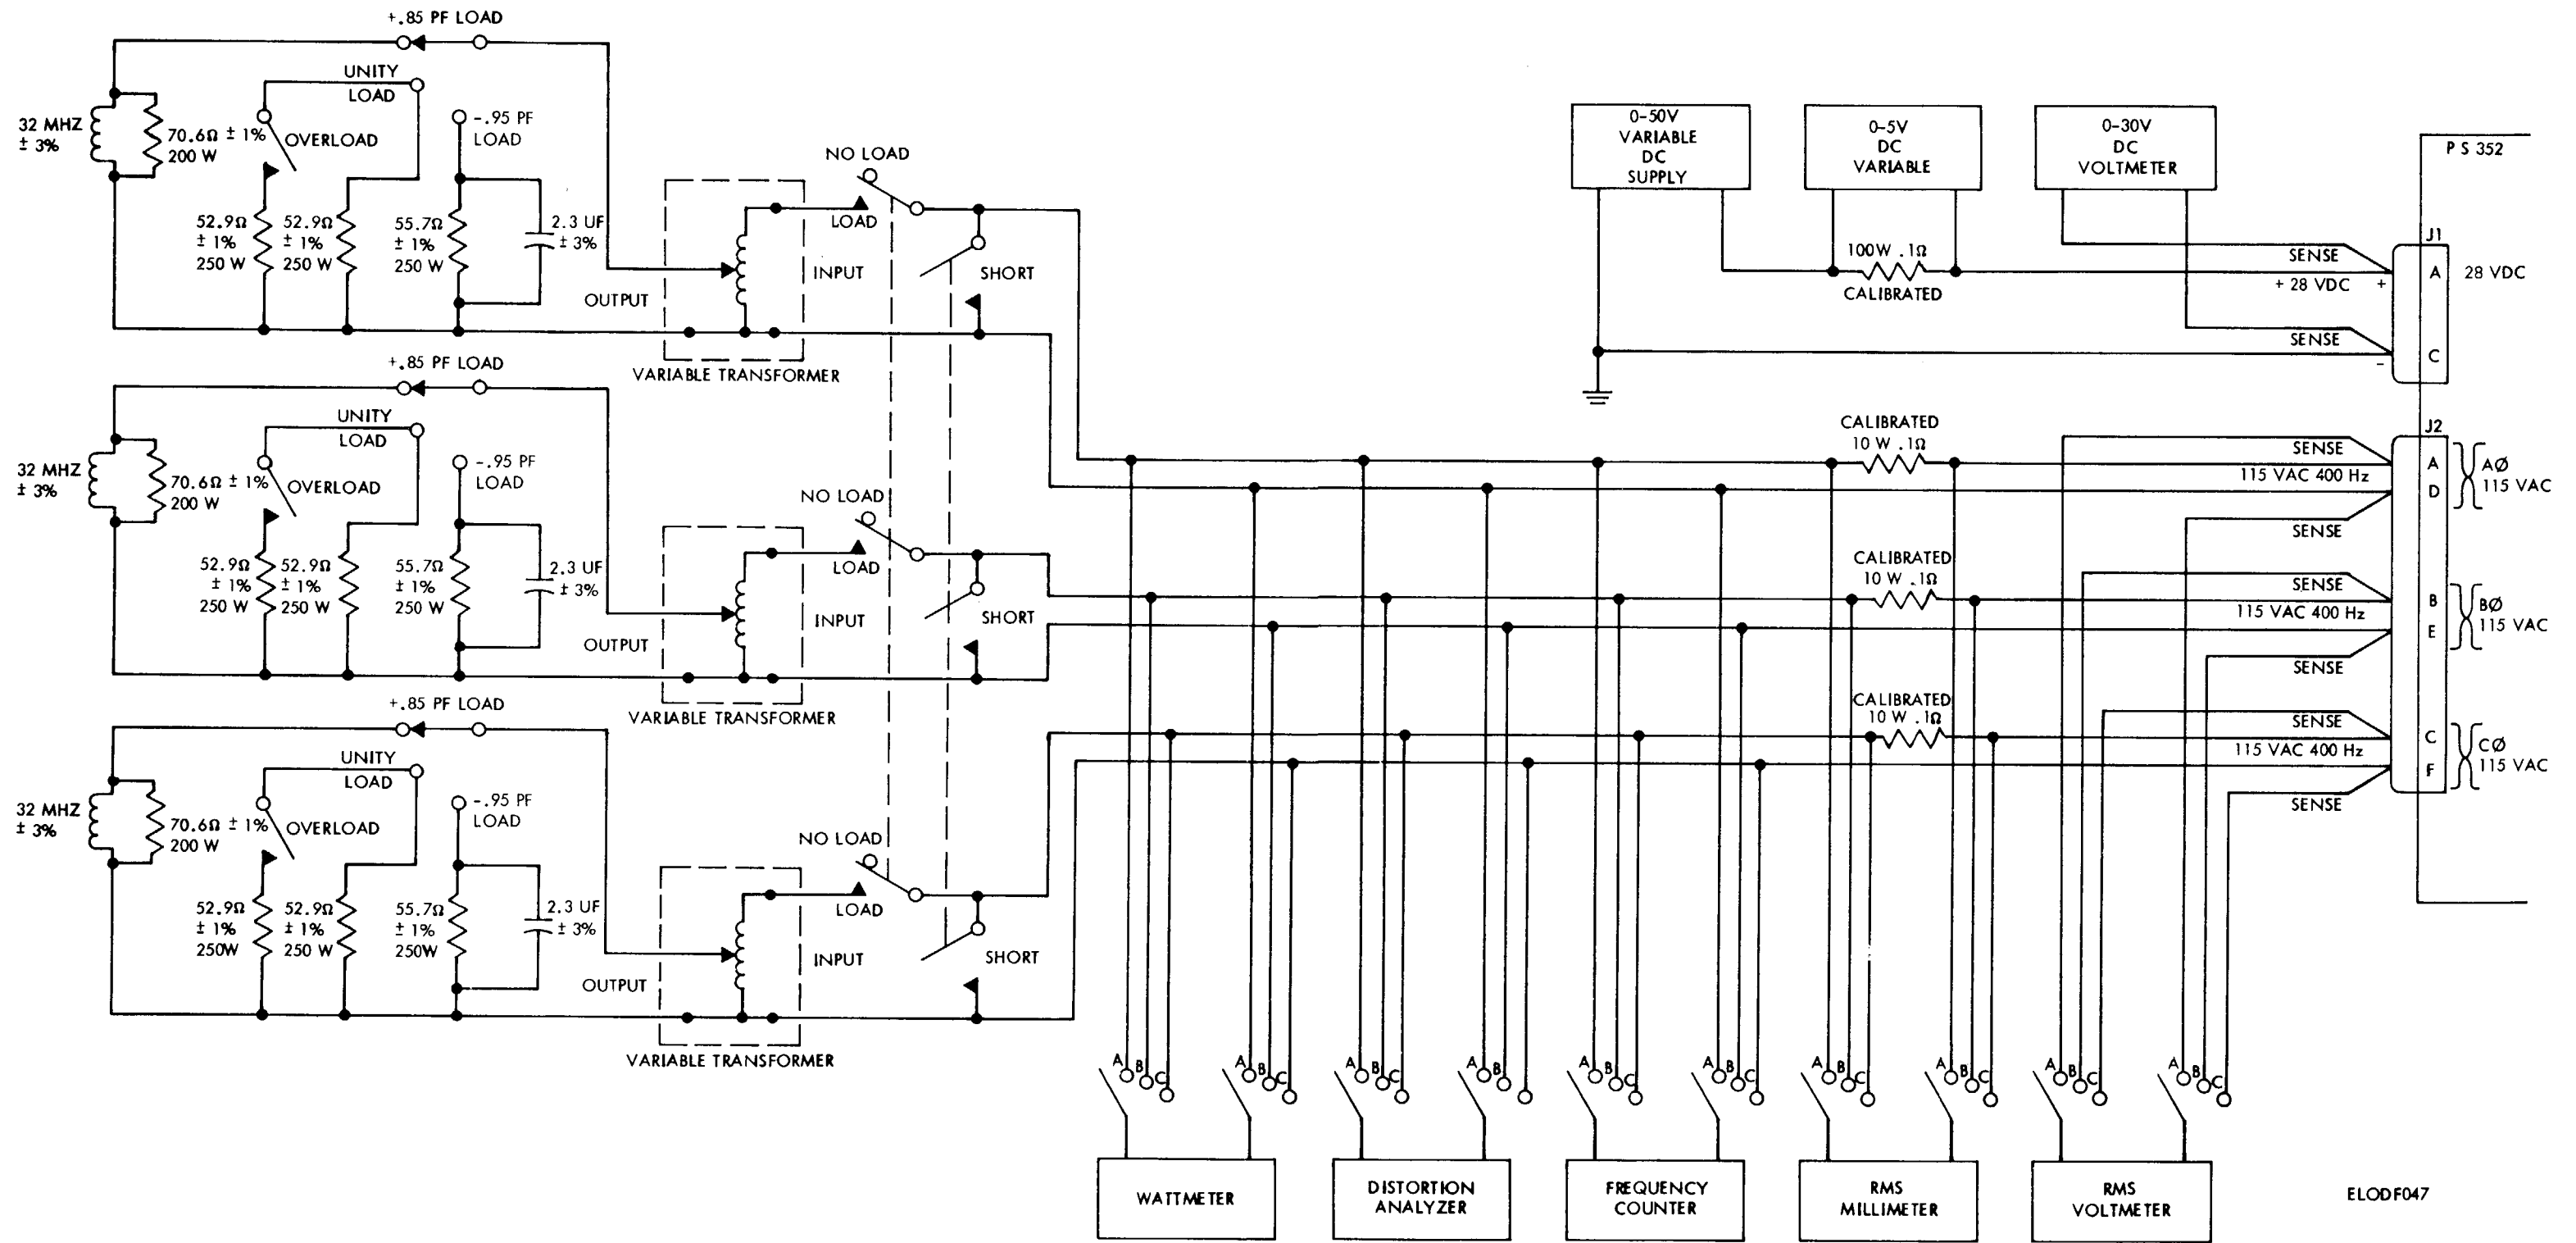 +.85 PF LOAD
UNITY
LOAD
-.95 PF
LOAD
32 MHZ
± 3%
70.6Ω ± 1%
200 W
OVERLOAD
52.9Ω
± 1%
250 W
52.9Ω
± 1%
250 W
55.7Ω
± 1%
250 W
2.3 UF
± 3%
NO LOAD
LOAD
INPUT
SHORT
OUTPUT
VARIABLE TRANSFORMER
+.85 PF LOAD
UNITY
LOAD
-.95 PF
LOAD
32 MHZ
± 3%
70.6Ω ± 1%
200 W
OVERLOAD
52.9Ω
± 1%
250 W
52.9Ω
± 1%
250 W
55.7Ω
± 1%
250 W
2.3 UF
± 3%
NO LOAD
LOAD
INPUT
SHORT
OUTPUT
VARIABLE TRANSFORMER
+.85 PF LOAD
UNITY
LOAD
-.95 PF
LOAD
32 MHZ
± 3%
70.6Ω ± 1%
200 W
OVERLOAD
52.9Ω
± 1%
250W
52.9Ω
± 1%
250 W
55.7Ω
± 1%
250W
2.3 UF
± 3%
NO LOAD
LOAD
INPUT
SHORT
OUTPUT
VARIABLE TRANSFORMER
0-50V
VARIABLE
DC
SUPPLY
0-5V
DC
VARIABLE
0-30V
DC
VOLTMETER
PS 352
J1
100W .1Ω
CALIBRATED
SENSE
+ 28 VDC
+
A
28 VDC
SENSE
C
-
J2
CALIBRATED
10 W .1Ω
SENSE
115 VAC 400 Hz
A
D
AØ
115 VAC
SENSE
CALIBRATED
10 W .1Ω
SENSE
115 VAC 400 Hz
B
E
BØ
115 VAC
SENSE
CALIBRATED
10 W .1Ω
SENSE
115 VAC 400 Hz
C
F
CØ
115 VAC
SENSE
A B C
A B C
A B C
A B
A B C
A B
A B C
A B C
A B C
A B C
WATTMETER
DISTORTION
ANALYZER
FREQUENCY
COUNTER
RMS
MILLIMETER
RMS
VOLTMETER
ELODF047